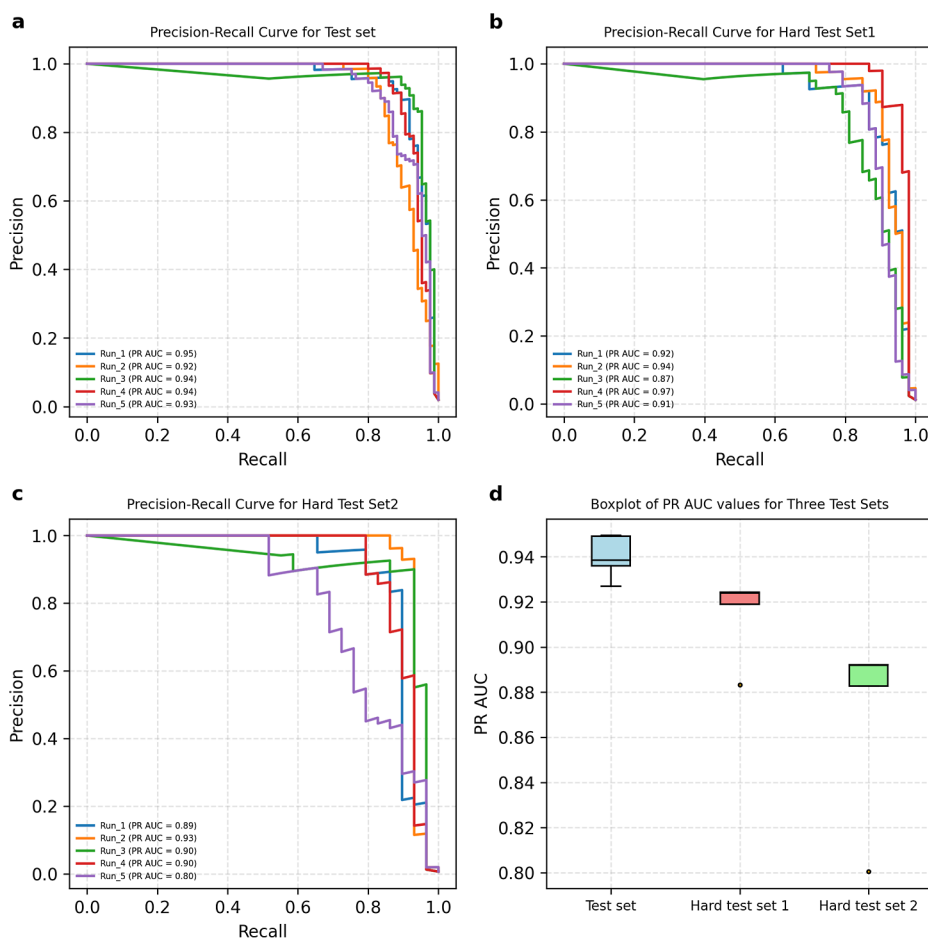 a
Precision-Recall Curve for Test set
1.0
0.8
0.6
0.4
0.2
0.0
Precision
Run_1 (PR AUC = 0.95)
Run_2 (PR AUC = 0.92)
Run_3 (PR AUC = 0.94)
Run_4 (PR AUC = 0.94)
Run_5 (PR AUC = 0.93)
0.0 0.2 0.4 0.6 0.8 1.0
Recall
b
Precision-Recall Curve for Hard Test Set1
1.0
0.8
0.6
0.4
0.2
0.0
Precision
Run_1 (PR AUC = 0.92)
Run_2 (PR AUC = 0.94)
Run_3 (PR AUC = 0.87)
Run_4 (PR AUC = 0.97)
Run_5 (PR AUC = 0.91)
0.0 0.2 0.4 0.6 0.8 1.0
Recall
c
Precision-Recall Curve for Hard Test Set2
1.0
0.8
0.6
0.4
0.2
0.0
Precision
Run_1 (PR AUC = 0.89)
Run_2 (PR AUC = 0.93)
Run_3 (PR AUC = 0.90)
Run_4 (PR AUC = 0.90)
Run_5 (PR AUC = 0.80)
0.0 0.2 0.4 0.6 0.8 1.0
Recall
d
Boxplot of PR AUC values for Three Test Sets
0.94
0.92
0.90
0.88
0.86
0.84
0.82
0.80
PR AUC
Test set Hard test set 1 Hard test set 2